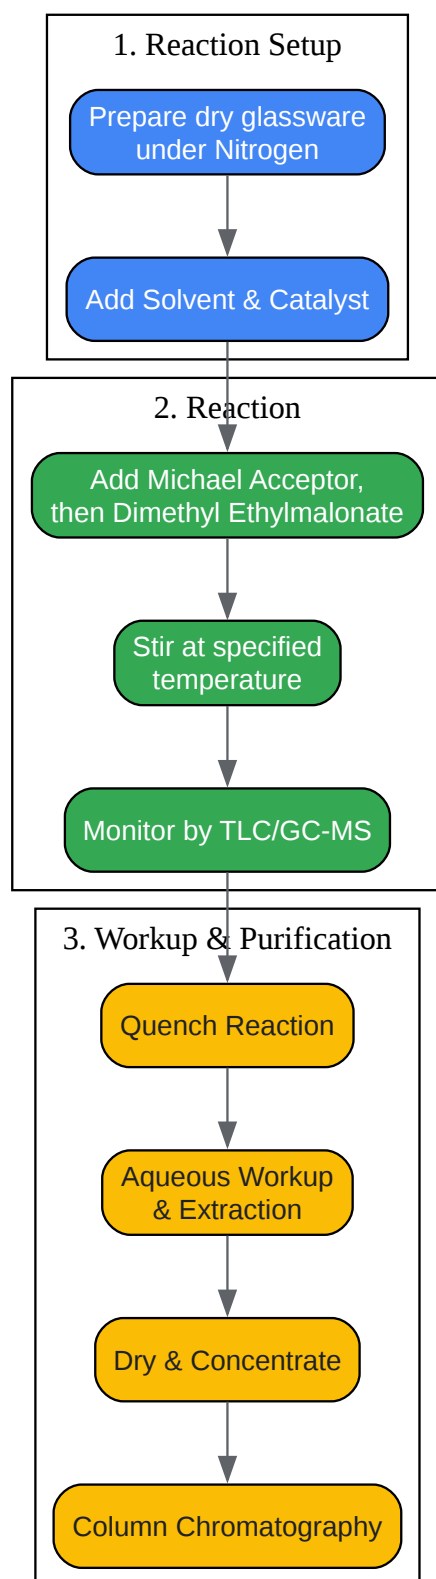 1. Reaction Setup
Prepare dry glassware
under Nitrogen
Add Solvent & Catalyst
2. Reaction
Add Michael Acceptor,
then Dimethyl Ethylmalonate
Stir at specified
temperature
Monitor by TLC/GC-MS
3. Workup & Purification
Quench Reaction
Aqueous Workup
& Extraction
Dry & Concentrate
Column Chromatography